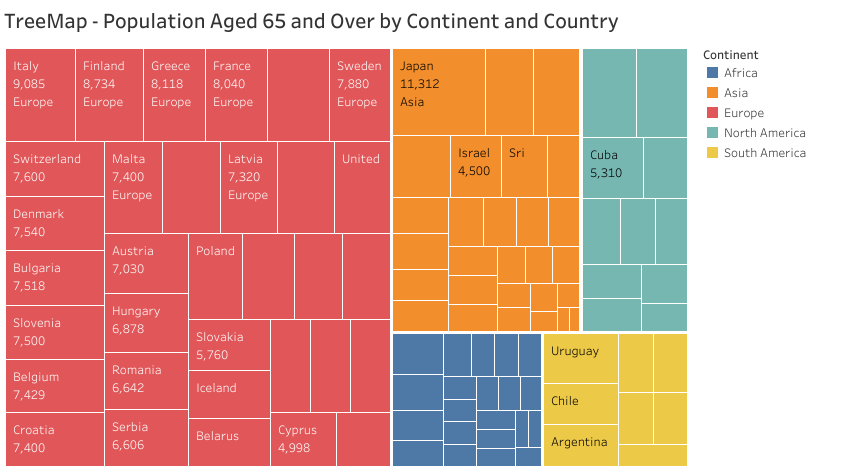 TreeMap - Population Aged 65 and Over by Continent and Country
Italy
9,085
Europe
Finland
8,734
Europe
Greece
8,118
Europe
France
8,040
Europe
Sweden
7,880
Europe
Switzerland
7,600
Denmark
7,540
Bulgaria
7,518
Slovenia
7,500
Belgium
7,429
Croatia
7,400
Malta
7,400
Europe
Latvia
7,320
Europe
United
Austria
7,030
Hungary
6,878
Romania
6,642
Serbia
6,606
Poland
Slovakia
5,760
Iceland
Belarus
Cyprus
4,998
Japan
11,312
Asia
Israel
4,500
Sri
Cuba
5,310
Uruguay
Chile
Argentina
Continent
Africa
Asia
Europe
North America
South America